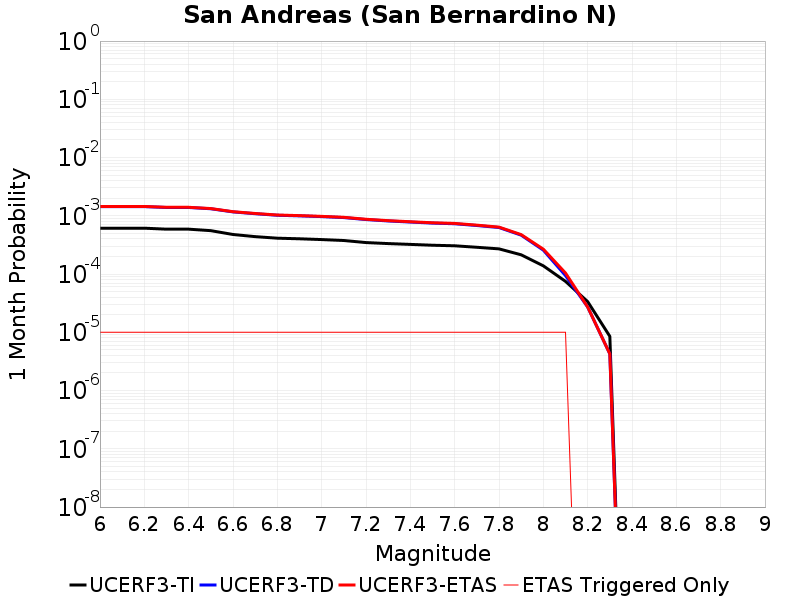 San Andreas (San Bernardino N)
1 Month Probability
10^0
10^-1
10^-2
10^-3
10^-4
10^-5
10^-6
10^-7
10^-8
6 6.2 6.4 6.6 6.8 7 7.2 7.4 7.6 7.8 8 8.2 8.4 8.6 8.8 9
Magnitude
UCERF3-TI UCERF3-TD UCERF3-ETAS ETAS Triggered Only